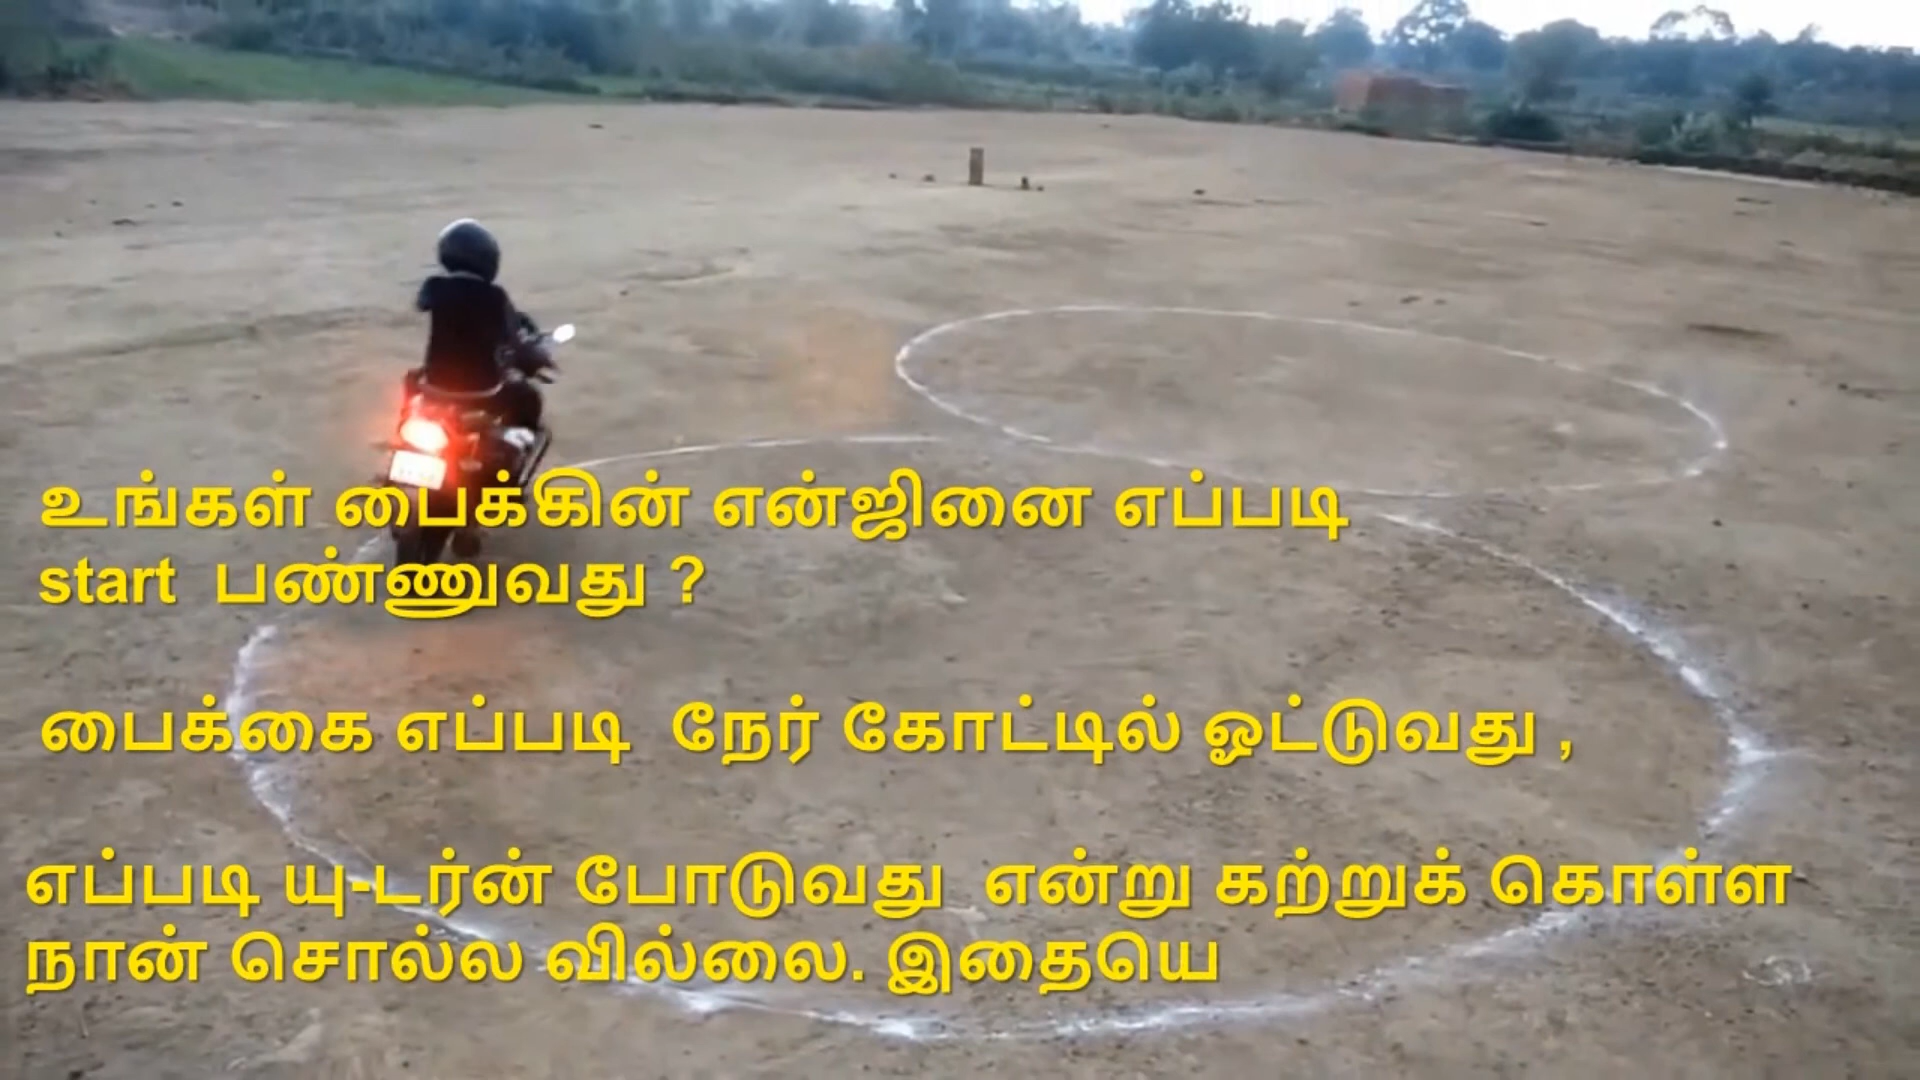 உங்கள் பைக்கின் என்ஜினை எப்படி
start பண்ணுவது ?
பைக்கை எப்படி நேர் கோட்டில் ஓட்டுவது ,
எப்படி யு-டர்ன் போடுவது என்று கற்றுக் கொள்ள
நான் சொல்ல வில்லை. இதையெ